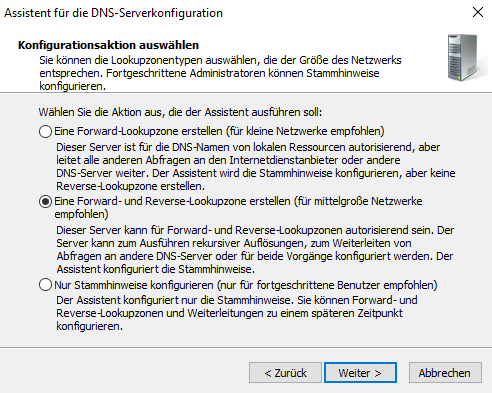 Assistent für die DNS-Serverkonfiguration
Konfigurationsaktion auswählen
Sie können die Lookupzonentypen auswählen, die der Größe des Netzwerks
entsprechen. Fortgeschrittene Administratoren können Stammhinweise
konfigurieren.
Wählen Sie die Aktion aus, die der Assistent ausführen soll:
Eine Forward-Lookupzone erstellen (für kleine Netzwerke empfohlen)
Dieser Server ist für die DNS-Namen von lokalen Ressourcen autorisierend, aber
leitet alle anderen Abfragen an den Internetdienstanbieter oder andere
DNS-Server weiter. Der Assistent wird die Stammhinweise konfigurieren, aber keine
Reverse-Lookupzone erstellen.
Eine Forward- und Reverse-Lookupzone erstellen (für mittelgroße Netzwerke
empfohlen)
Dieser Server kann für Forward- und Reverse-Lookupzonen autorisierend sein. Der
Server kann zum Ausführen rekursiver Auflösungen, zum Weiterleiten von
Abfragen an andere DNS-Server oder für beide Vorgänge konfiguriert werden. Der
Assistent konfiguriert die Stammhinweise.
Nur Stammhinweise konfigurieren (nur für fortgeschrittene Benutzer empfohlen)
Der Assistent konfiguriert nur die Stammhinweise. Sie können Forward- und
Reverse-Lookupzonen und Weiterleitungen zu einem späteren Zeitpunkt
konfigurieren.
< Zurück Weiter > Abbrechen